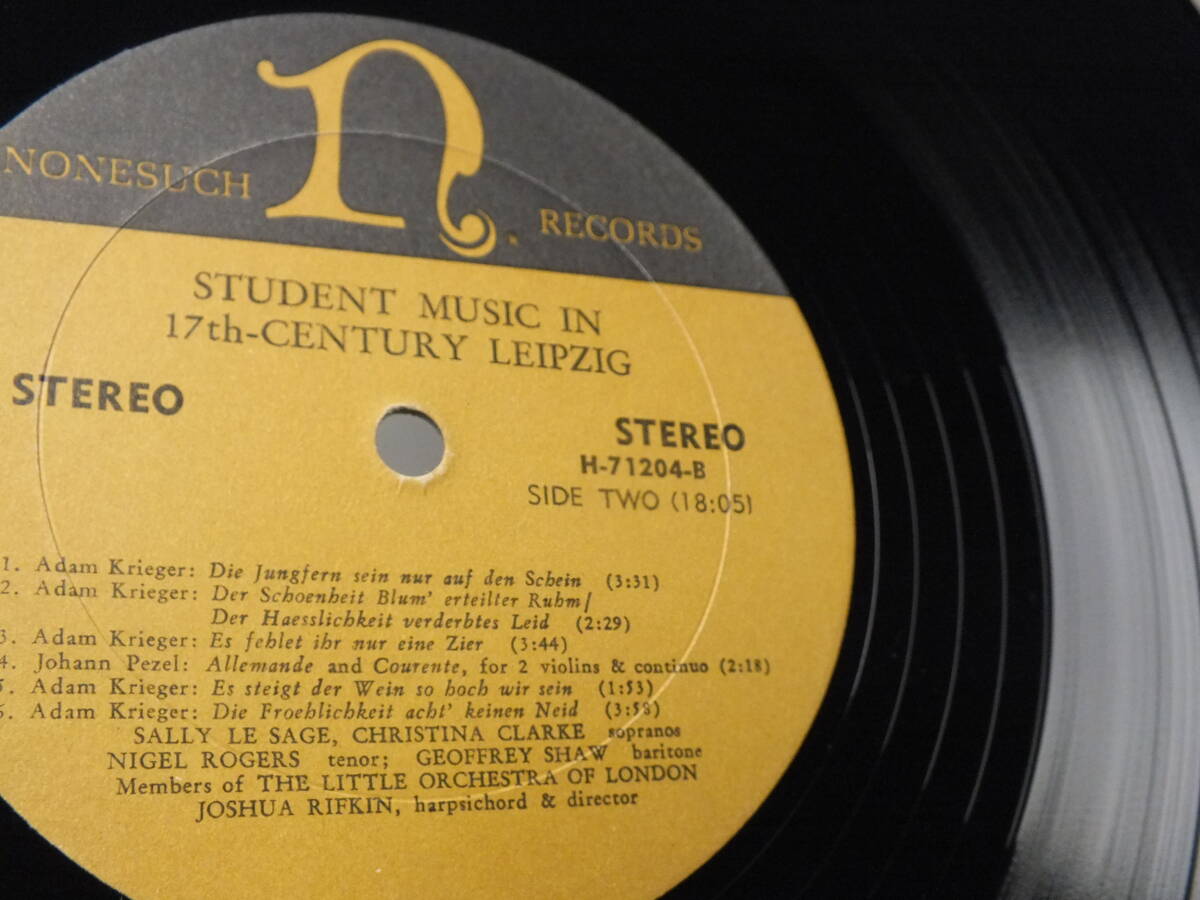 NONESUCH n. RECORDS
STUDENT MUSIC IN
17th-CENTURY LEIPZIG
STEREO
STEREO
H-71204-B
SIDE TWO (18:05)
1. Adam Krieger: Die Jungfern sein nur auf den Schein (3:31)
2. Adam Krieger: Der Schoenheit Blum' erteilter Ruhm/
Der Haesslichkeit verderbtes Leid (2:29)
3. Adam Krieger: Es fehlet ihr nur eine Zier (3:44)
4. Johann Pezel: Allemande and Courente, for 2 violins & continuo (2:18)
5. Adam Krieger: Es steigt der Wein so hoch wir sein (1:53)
6. Adam Krieger: Die Froehlichkeit acht' keinen Neid (3:58)
SALLY LE SAGE, CHRISTINA CLARKE sopranos
NIGEL ROGERS tenor; GEOFFREY SHAW baritone
Members of THE LITTLE ORCHESTRA OF LONDON
JOSHUA RIFKIN, harpsichord & director